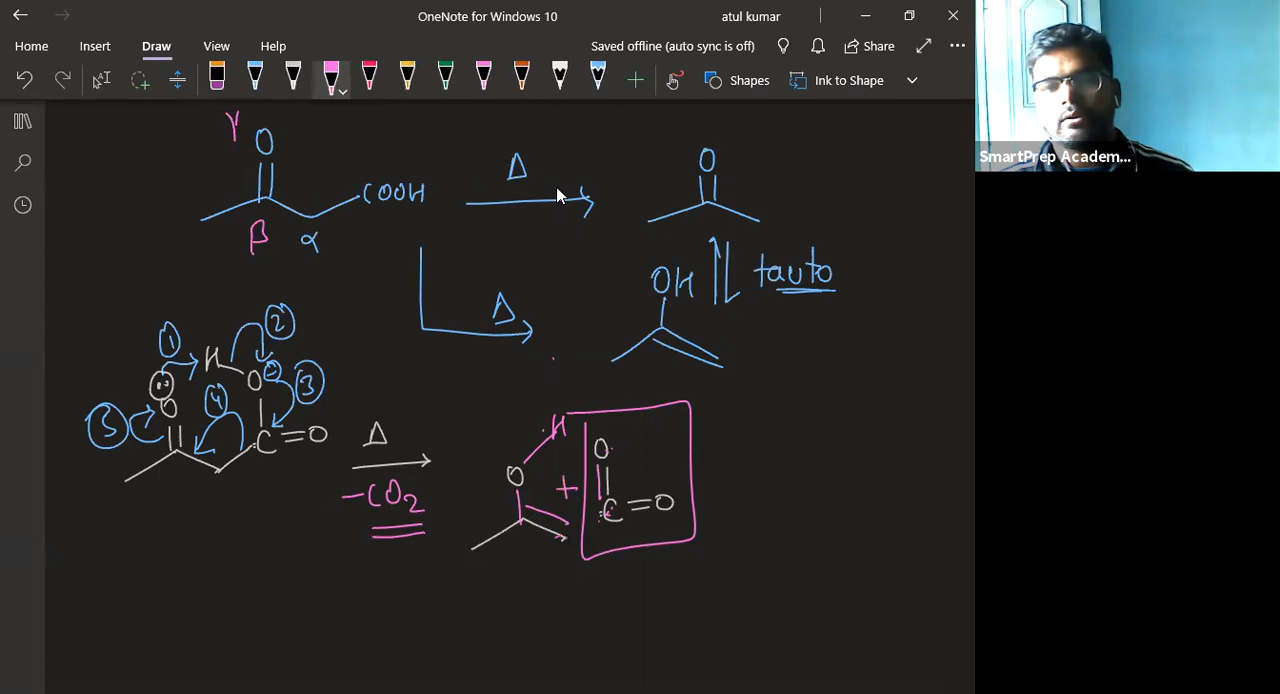 OneNote for Windows 10
atul kumar
Home Insert Draw View Help
Saved offline (auto sync is off)
Share
Shapes
Ink to Shape
SmartPrep Academ...
γ
O
COOH
β α
Δ
O
OH
tauto
Δ
1 2
H
O
3
4
O
3
C=O
Δ
-CO2
H
O
+
O
C=O